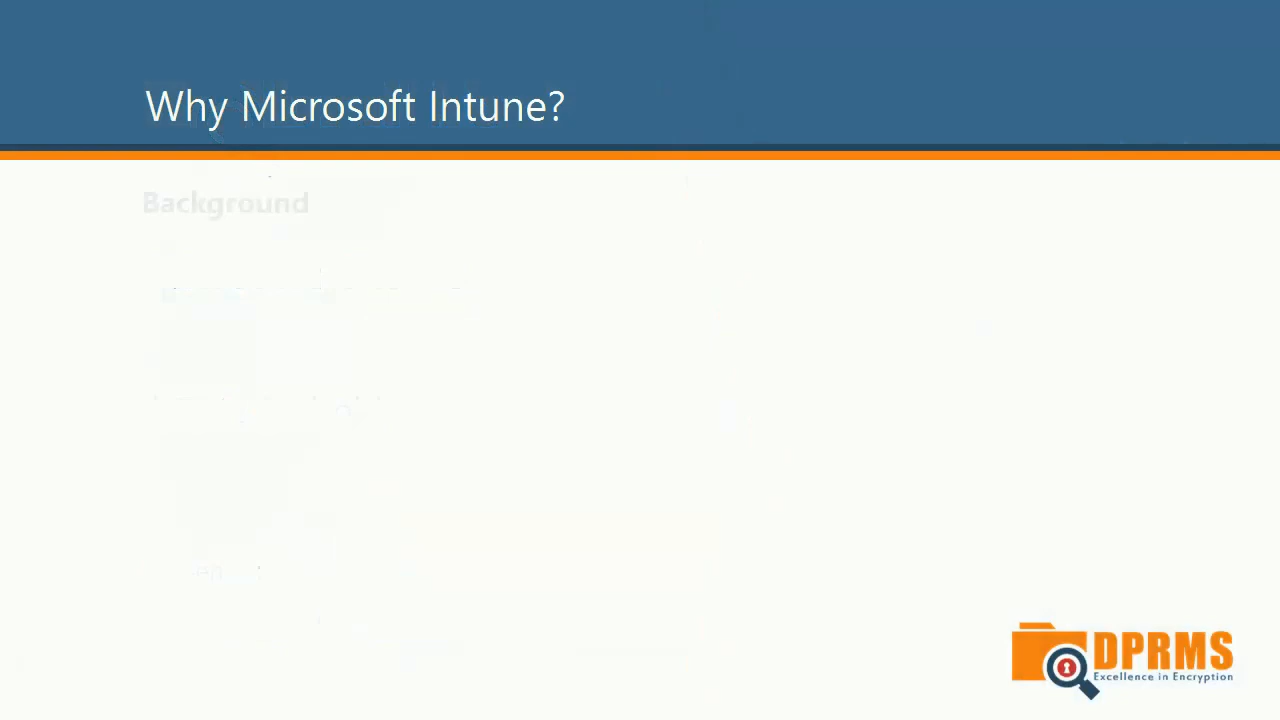 Why Microsoft Intune?
Background
DPRMS
Excellence in Encryption